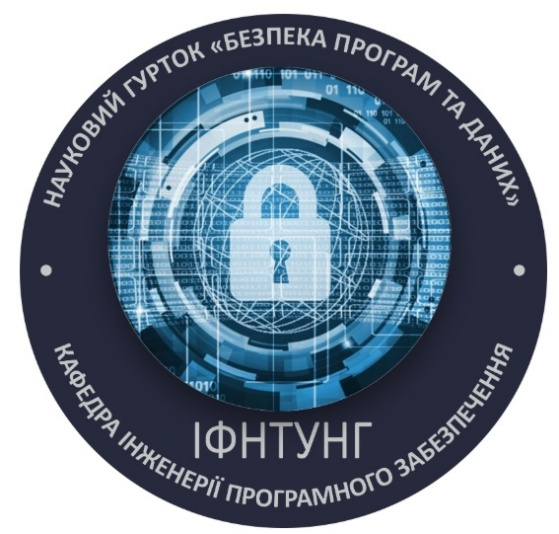 НАУКОВИЙ ГУРТОК «БЕЗПЕКА ПРОГРАМ ТА ДАНИХ»
ІФНТУНГ
КАФЕДРА ІНЖЕНЕРІЇ ПРОГРАМНОГО ЗАБЕЗПЕЧЕННЯ